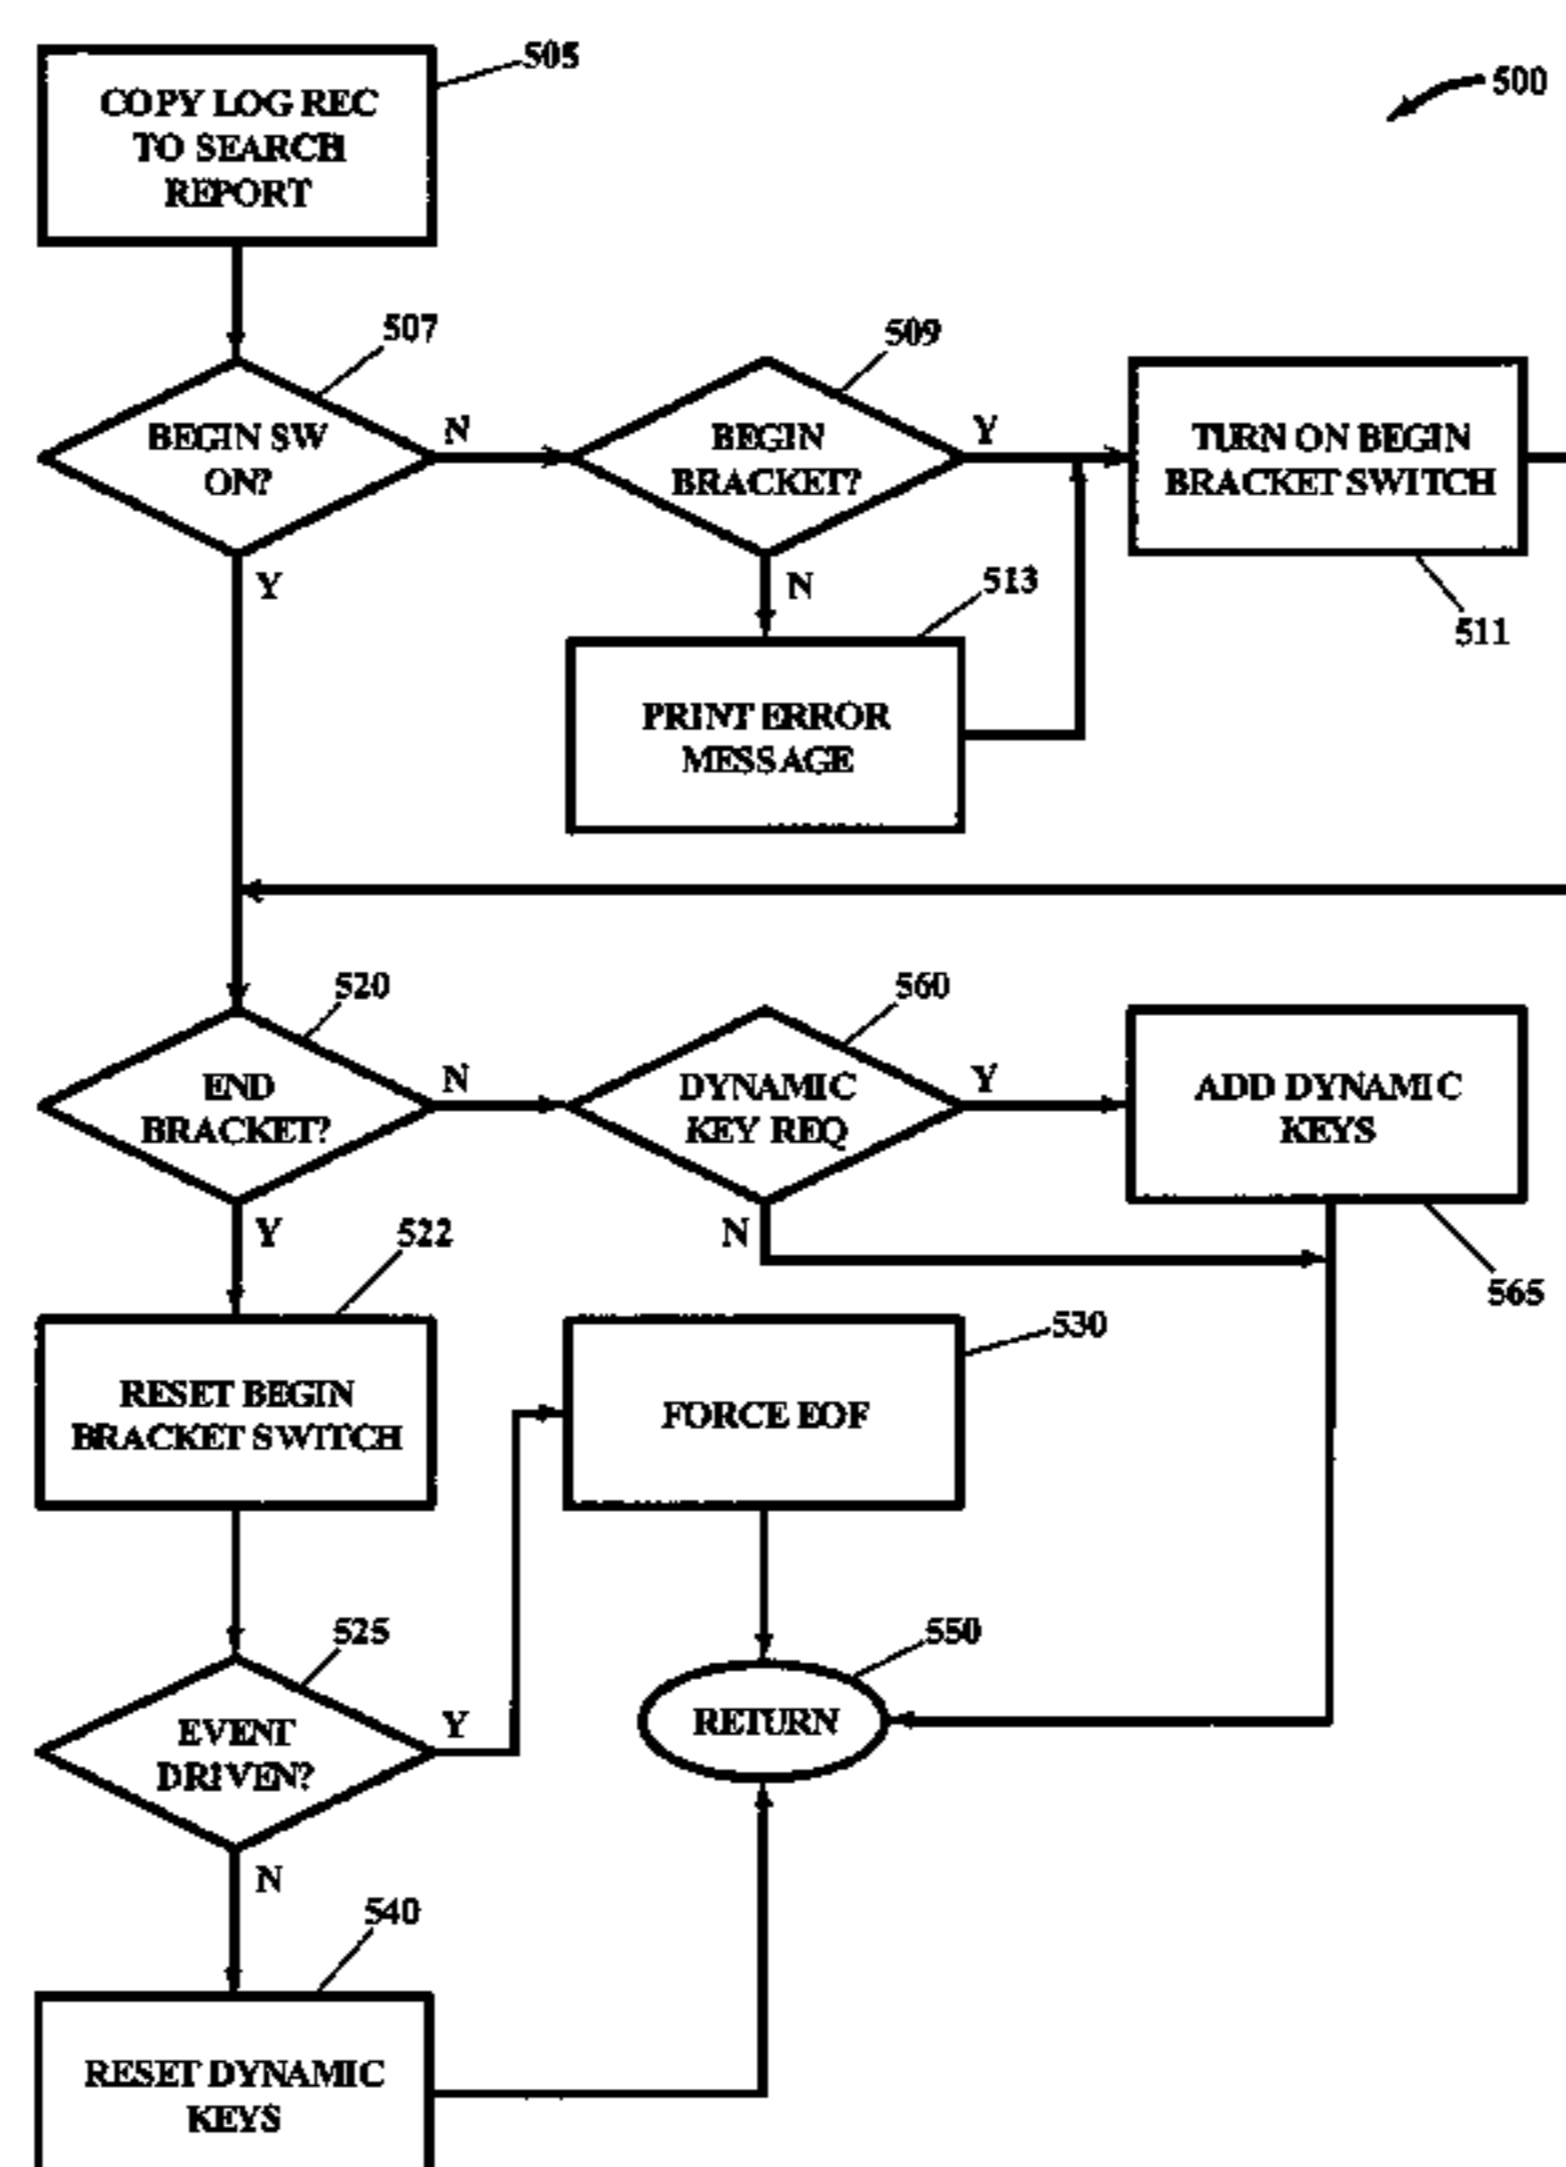 505
500
COPY LOG REC
TO SEARCH
REPORT
507
509
BEGIN SW
ON?
N
BEGIN
BRACKET?
Y
TURN ON BEGIN
BRACKET SWITCH
Y
N
513
511
PRINT ERROR
MESSAGE
520
560
END
BRACKET?
N
DYNAMIC
KEY REQ
Y
ADD DYNAMIC
KEYS
Y
522
N
565
530
RESET BEGIN
BRACKET SWITCH
FORCE EOF
525
550
EVENT
DRIVEN?
Y
RETURN
N
540
RESET DYNAMIC
KEYS